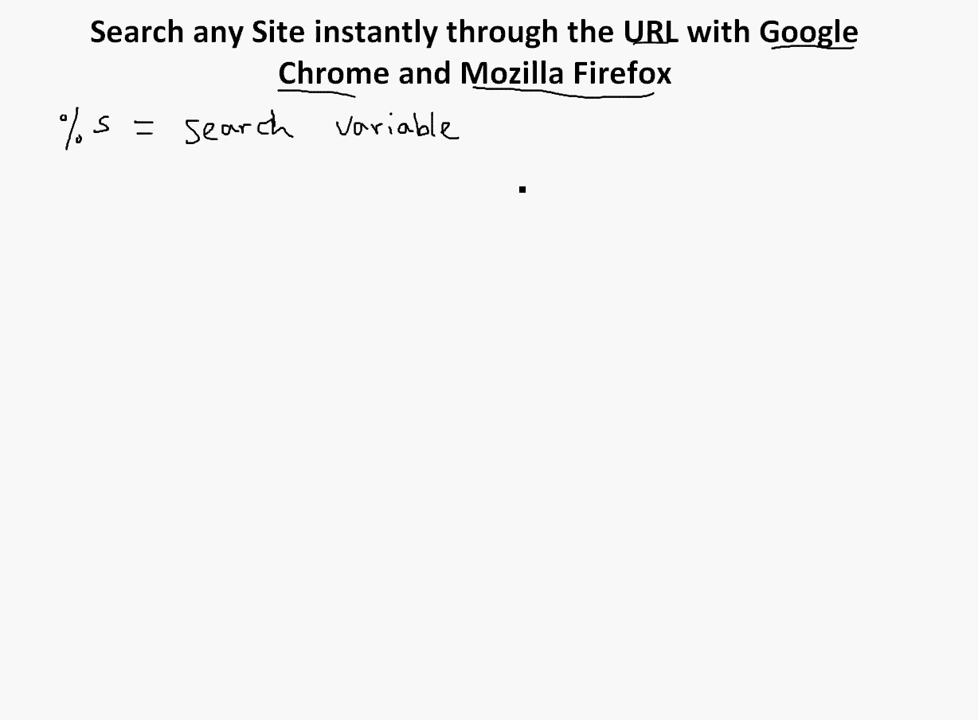 Search any Site instantly through the URL with Google
Chrome and Mozilla Firefox
%s = search variable